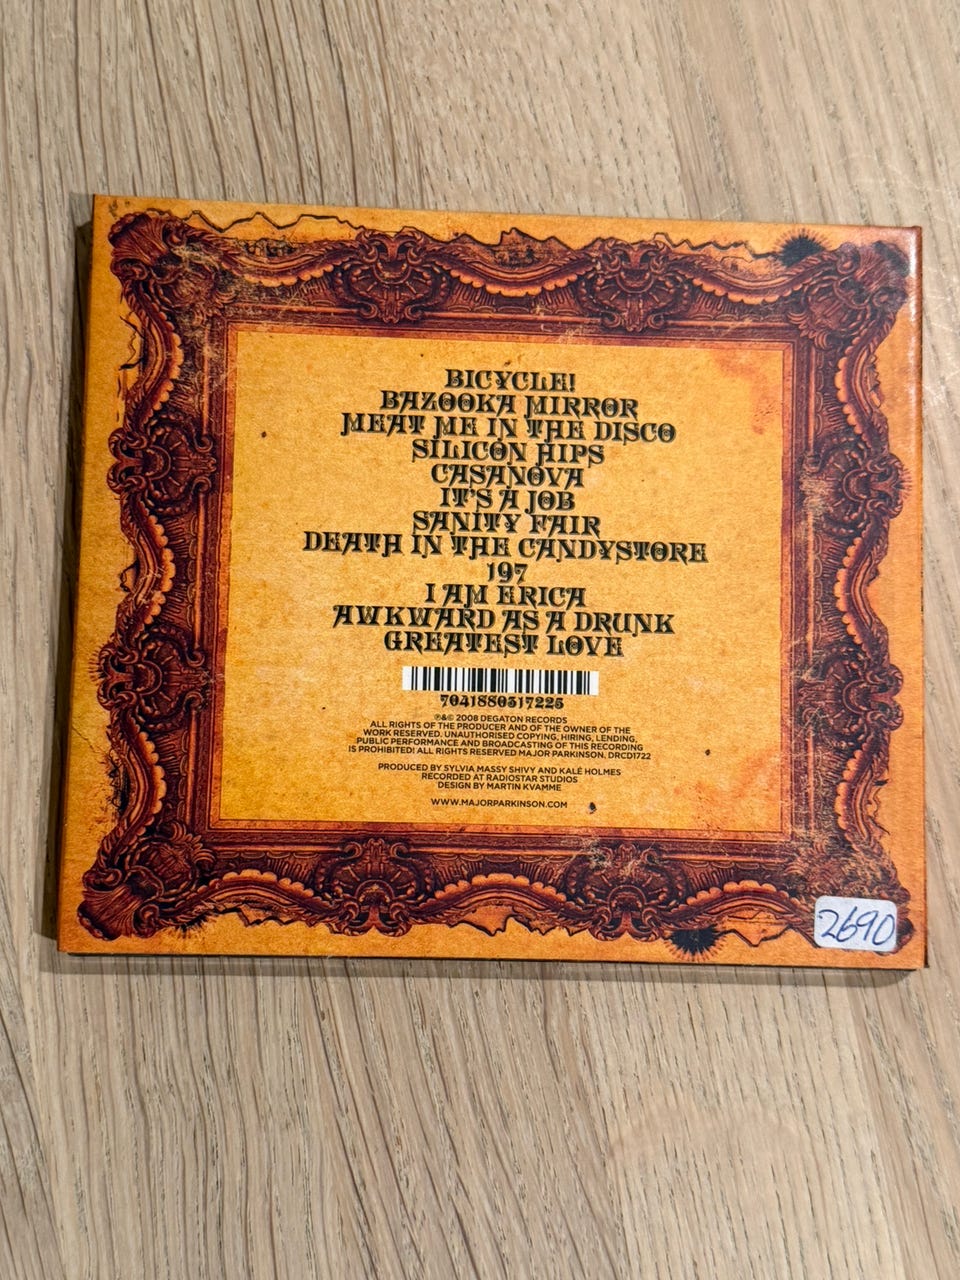 BICYCLE!
BAZOOKA MIRROR
MEAT ME IN THE DISCO
SILICON HIPS
CASANOVA
IT'S A JOB
SANITY FAIR
DEATH IN THE CANDYSTORE
197
I AM ERICA
AWKWARD AS A DRUNK
GREATEST LOVE
7041880317225
℗&© 2008 DEGATON RECORDS
ALL RIGHTS OF THE PRODUCER AND OF THE OWNER OF THE
WORK RESERVED. UNAUTHORISED COPYING, HIRING, LENDING,
PUBLIC PERFORMANCE AND BROADCASTING OF THIS RECORDING
IS PROHIBITED! ALL RIGHTS RESERVED MAJOR PARKINSON. DRCD1722
PRODUCED BY SYLVIA MASSY SHIVY AND KALE HOLMES
RECORDED AT RADIOSTAR STUDIOS
DESIGN BY MARTIN KVAMME
WWW.MAJORPARKINSON.COM
2690